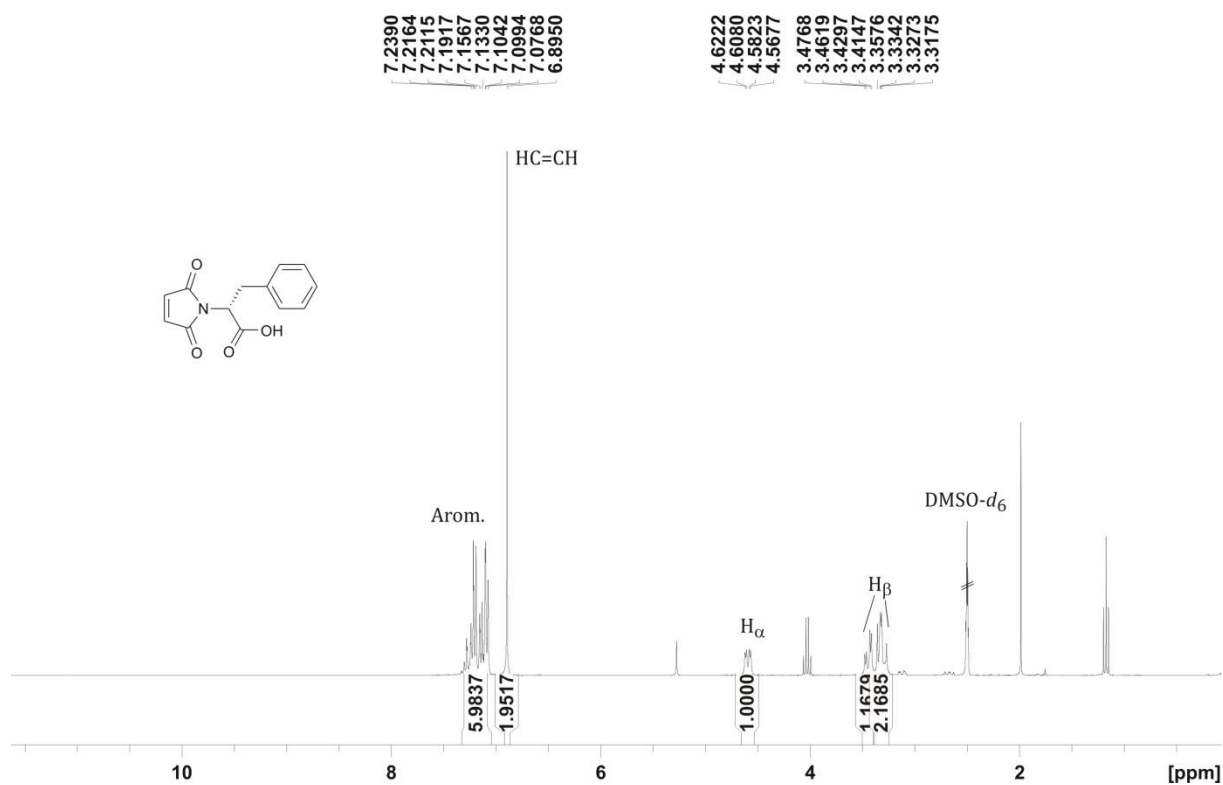 7.2390
7.2164
7.2115
7.1917
7.1567
7.1330
7.1042
7.0994
7.0768
6.8950
4.6222
4.6080
4.5823
4.5677
3.4768
3.4619
3.4297
3.4147
3.3576
3.3342
3.3273
3.3175
HC=CH
O
N
O
O
OH
Arom.
Hα
Hβ
DMSO-d6
5.9837
1.9517
1.0000
1.1679
2.1685
10 8 6 4 2 [ppm]